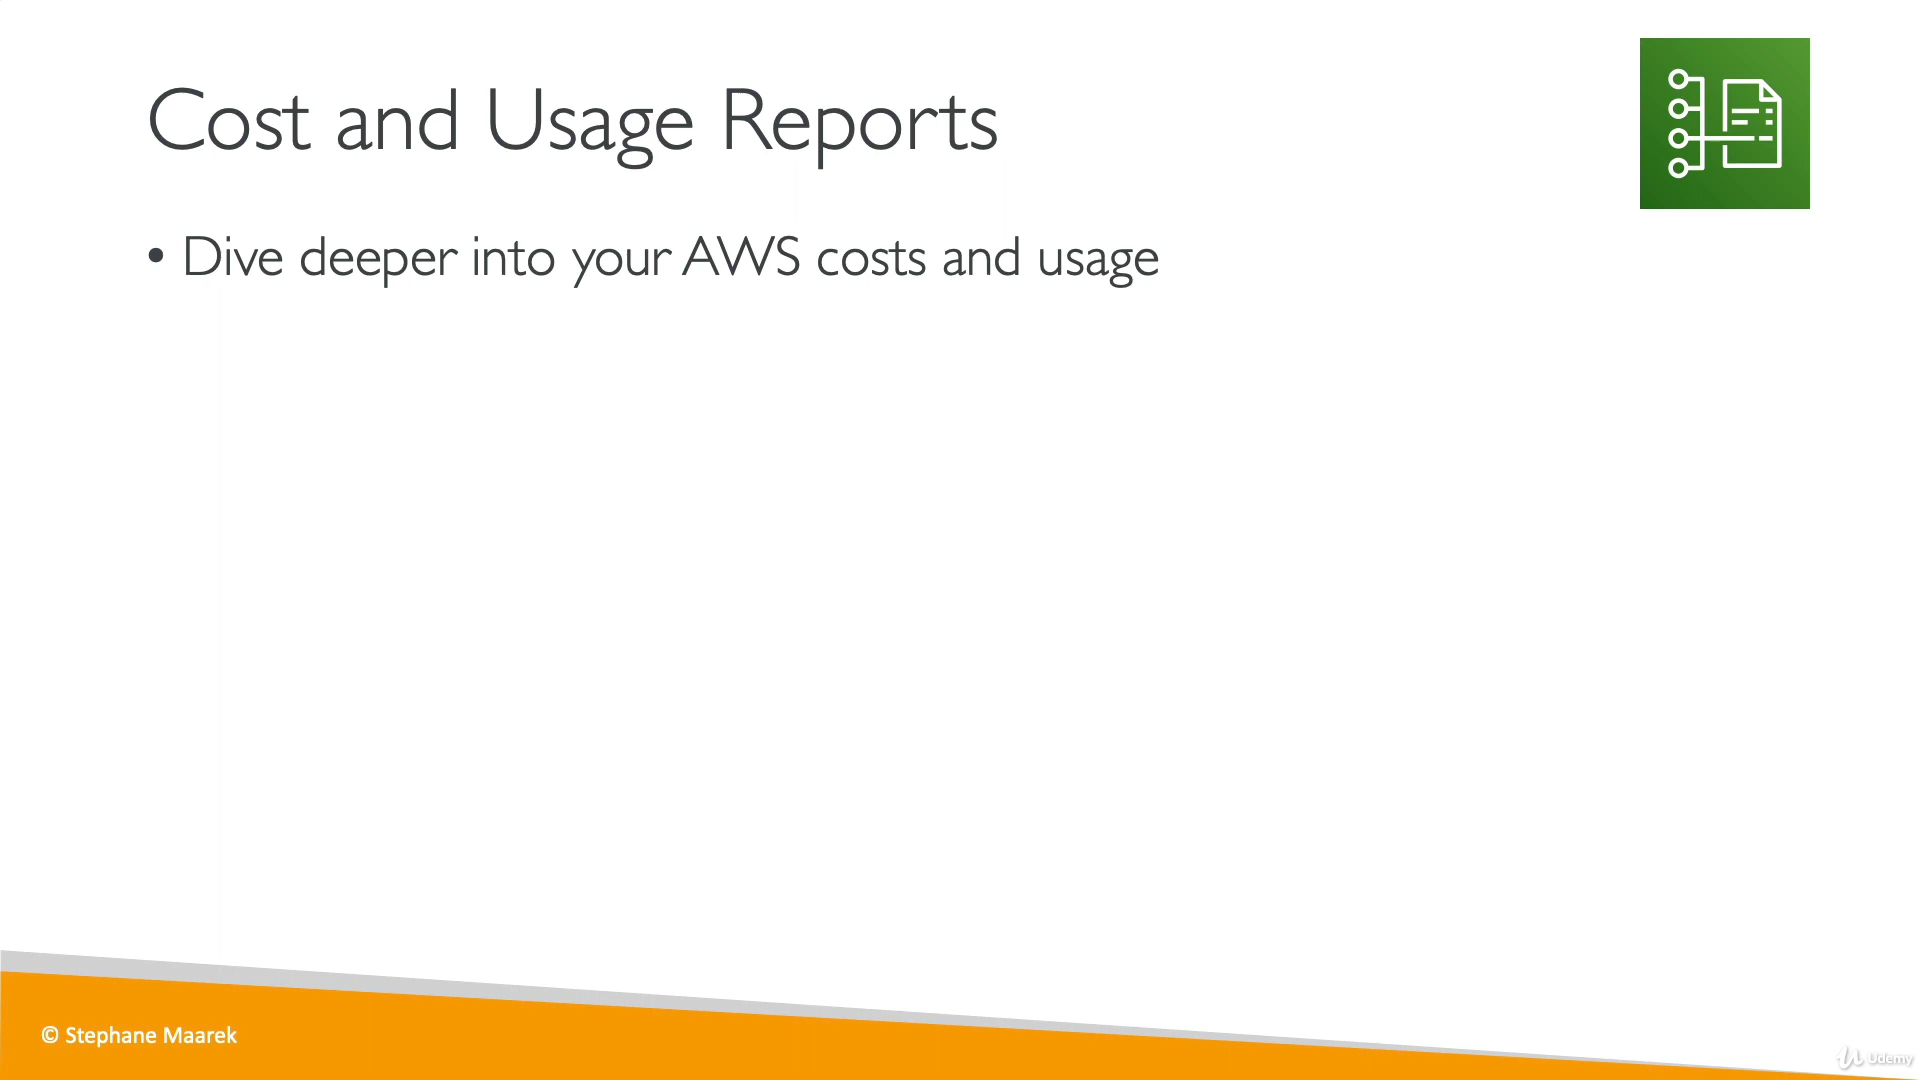 Cost and Usage Reports
• Dive deeper into your AWS costs and usage
© Stephane Maarek
Udemy